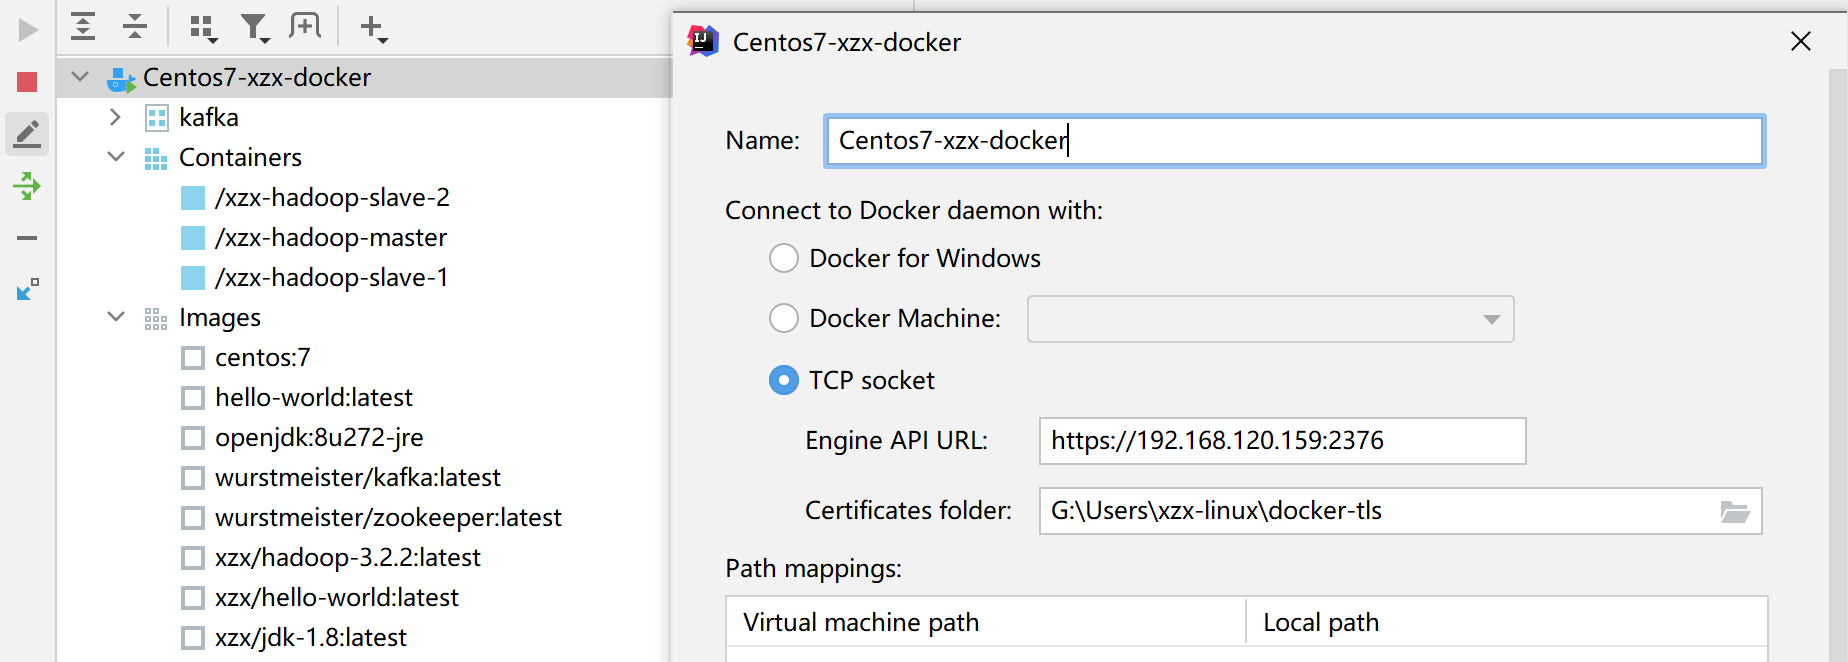 Centos7-xzx-docker
kafka
Containers
/xzx-hadoop-slave-2
/xzx-hadoop-master
/xzx-hadoop-slave-1
Images
centos:7
hello-world:latest
openjdk:8u272-jre
wurstmeister/kafka:latest
wurstmeister/zookeeper:latest
xzx/hadoop-3.2.2:latest
xzx/hello-world:latest
xzx/jdk-1.8:latest
IJ
Centos7-xzx-docker
Name: Centos7-xzx-docker
Connect to Docker daemon with:
Docker for Windows
Docker Machine:
TCP socket
Engine API URL: https://192.168.120.159:2376
Certificates folder: G:\Users\xzx-linux\docker-tls
Path mappings:
Virtual machine path Local path